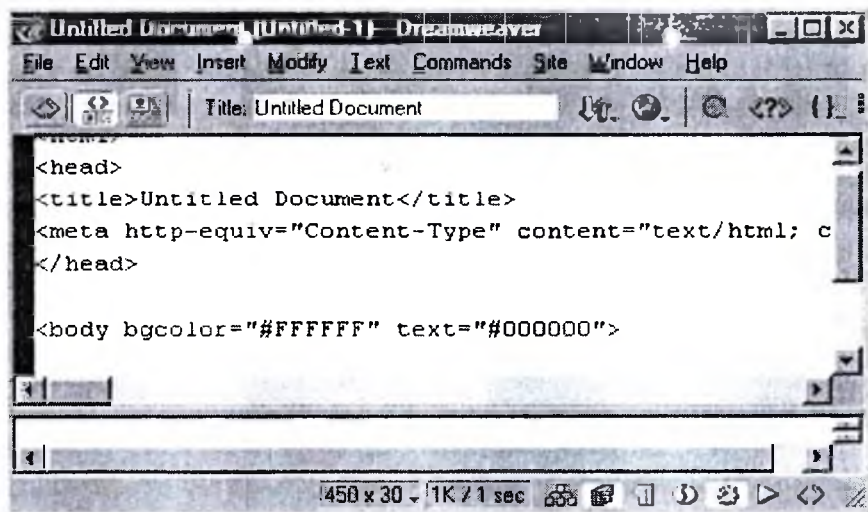 Untitled Document (Untitled-1) - Dreamweaver
File Edit View Insert Modify Text Commands Site Window Help
Title: Untitled Document
<head>
<title>Untitled Document</title>
<meta http-equiv="Content-Type" content="text/html; c
</head>
<body bgcolor="#FFFFFF" text="#000000">
450 x 30 1K / 1 sec